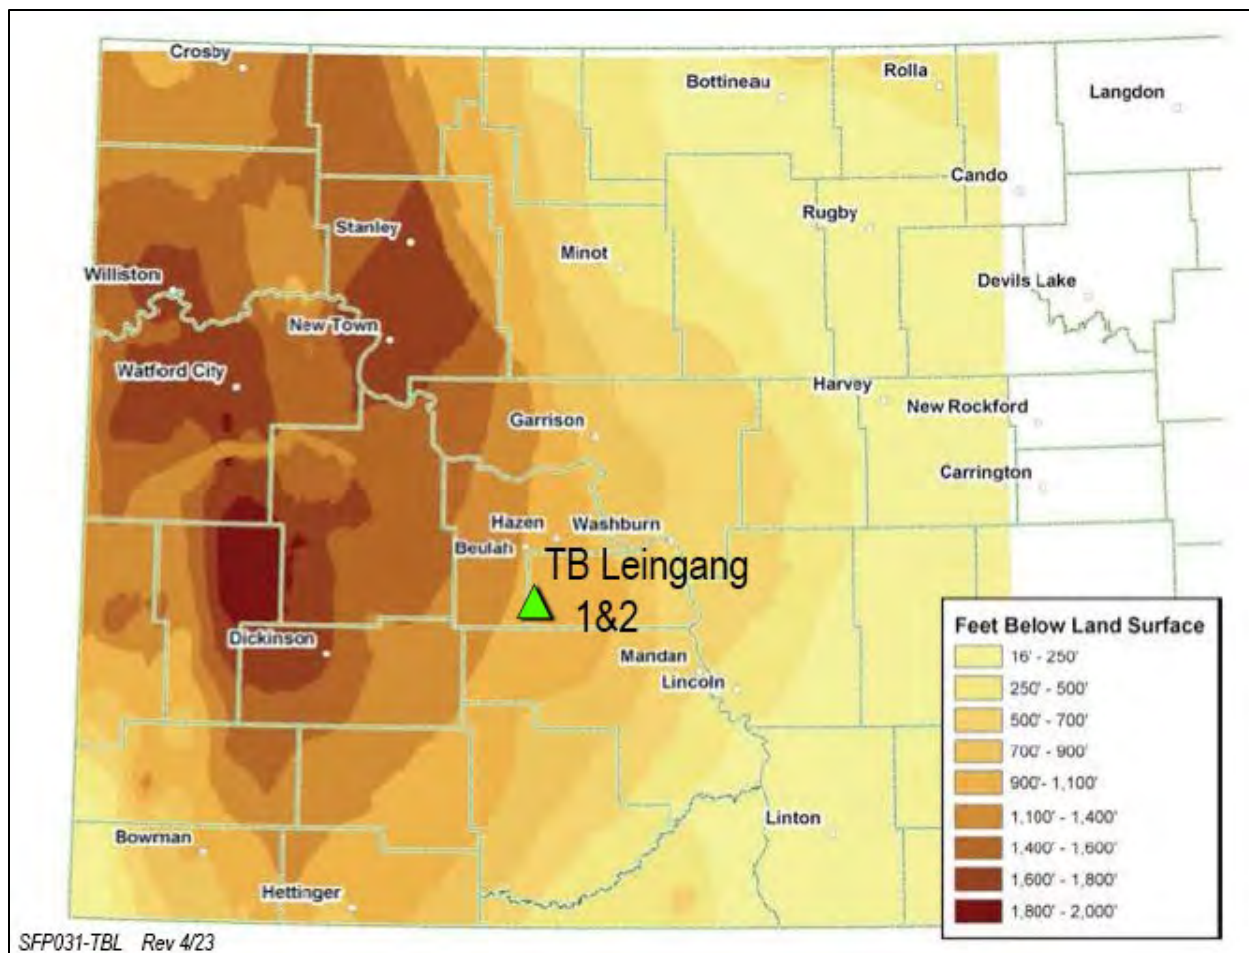 Crosby
Rolla
Bottineau
Langdon
Cando
Rugby
Stanley
Minot
Williston
Devils Lake
New Town
Watford City
Harvey
New Rockford
Garrison
Carrington
Hazen
Washburn
Beulah
TB Leingang
1&2
Dickinson
Mandan
Lincoln
Linton
Bowman
Hettinger
Feet Below Land Surface
16' - 250'
250' - 500'
500' - 700'
700' - 900'
900'- 1,100'
1,100' - 1,400'
1,400' - 1,600'
1,600' - 1,800'
1,800' - 2,000'
SFP031-TBL Rev 4/23